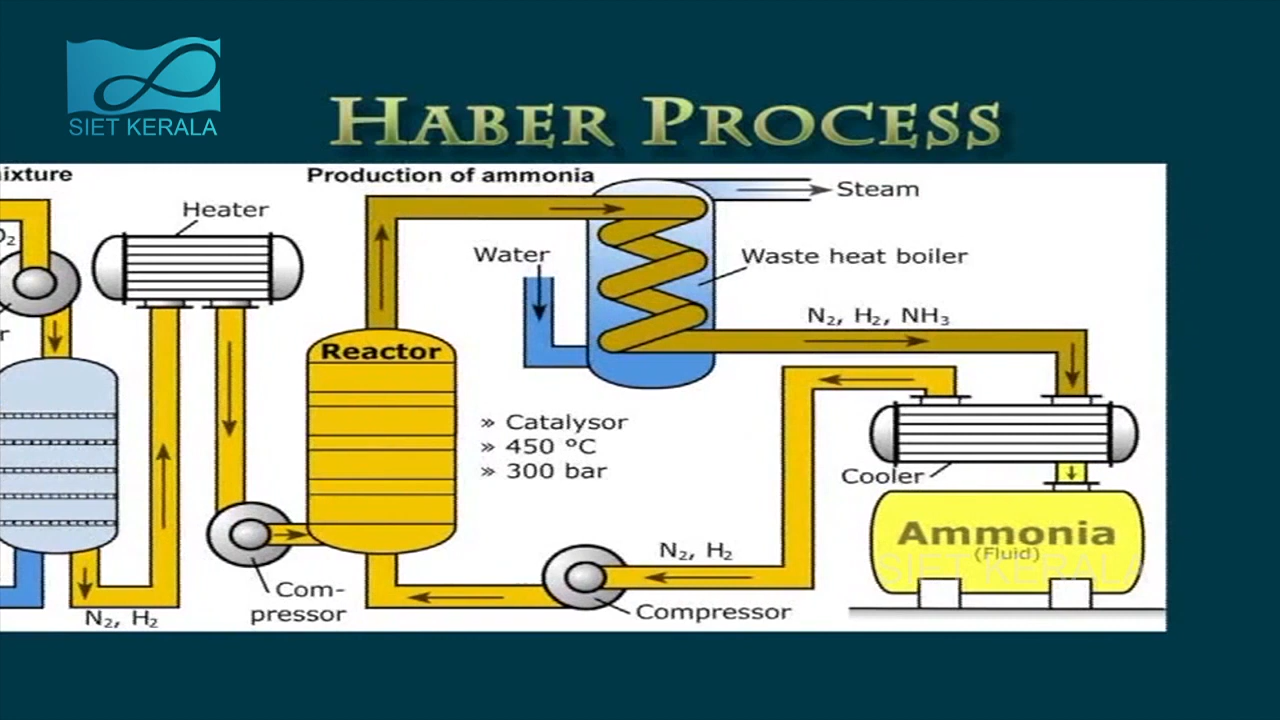 SIET KERALA
HABER PROCESS
ixture
Production of ammonia
Steam
Heater
O₂
Water
Waste heat boiler
N₂, H₂, NH₃
r
Reactor
» Catalysor
» 450 °C
» 300 bar
Cooler
Ammonia
(Fluid)
SIET KERALA
N₂, H₂
Com-
pressor
Compressor
N₂, H₂